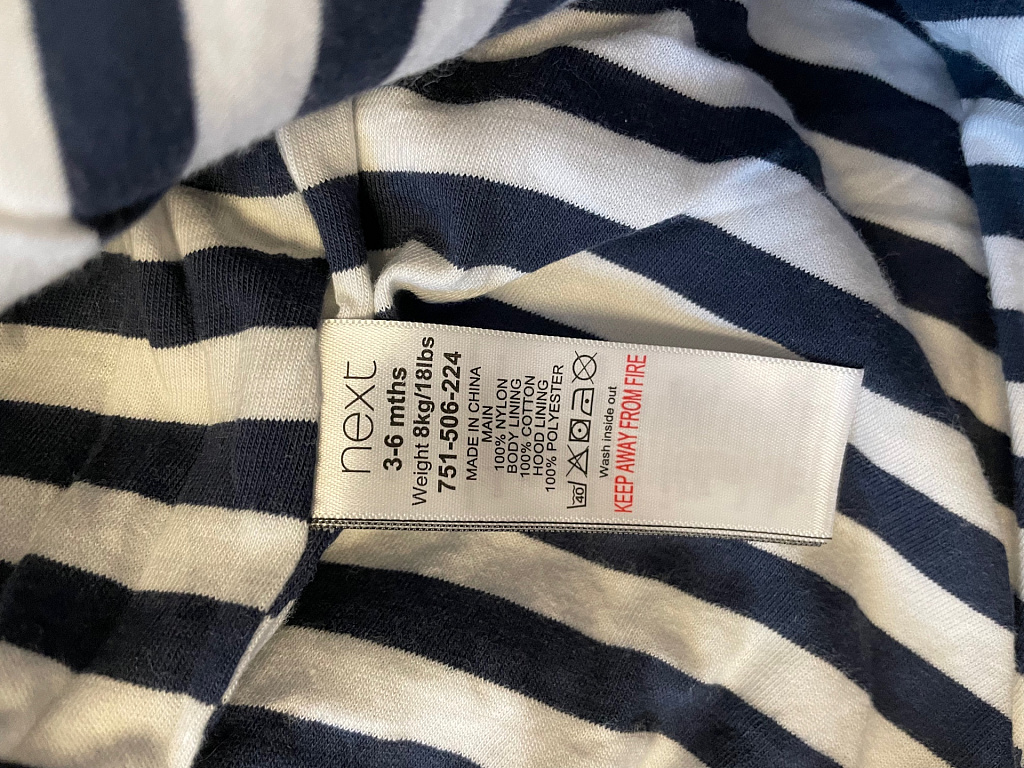 next
3-6 mths
Weight 8kg/18lbs
751-506-224
MADE IN CHINA
MAIN
100% NYLON
BODY LINING
100% COTTON
HOOD LINING
100% POLYESTER
40
Wash inside out
KEEP AWAY FROM FIRE